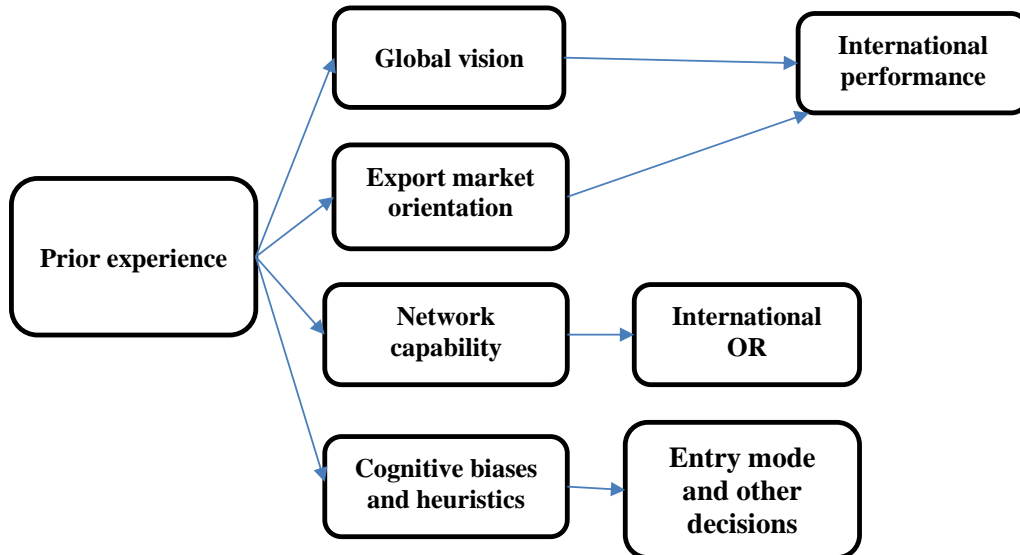 Global vision
International
performance
Export market
orientation
Prior experience
Network
capability
International
OR
Cognitive biases
and heuristics
Entry mode
and other
decisions